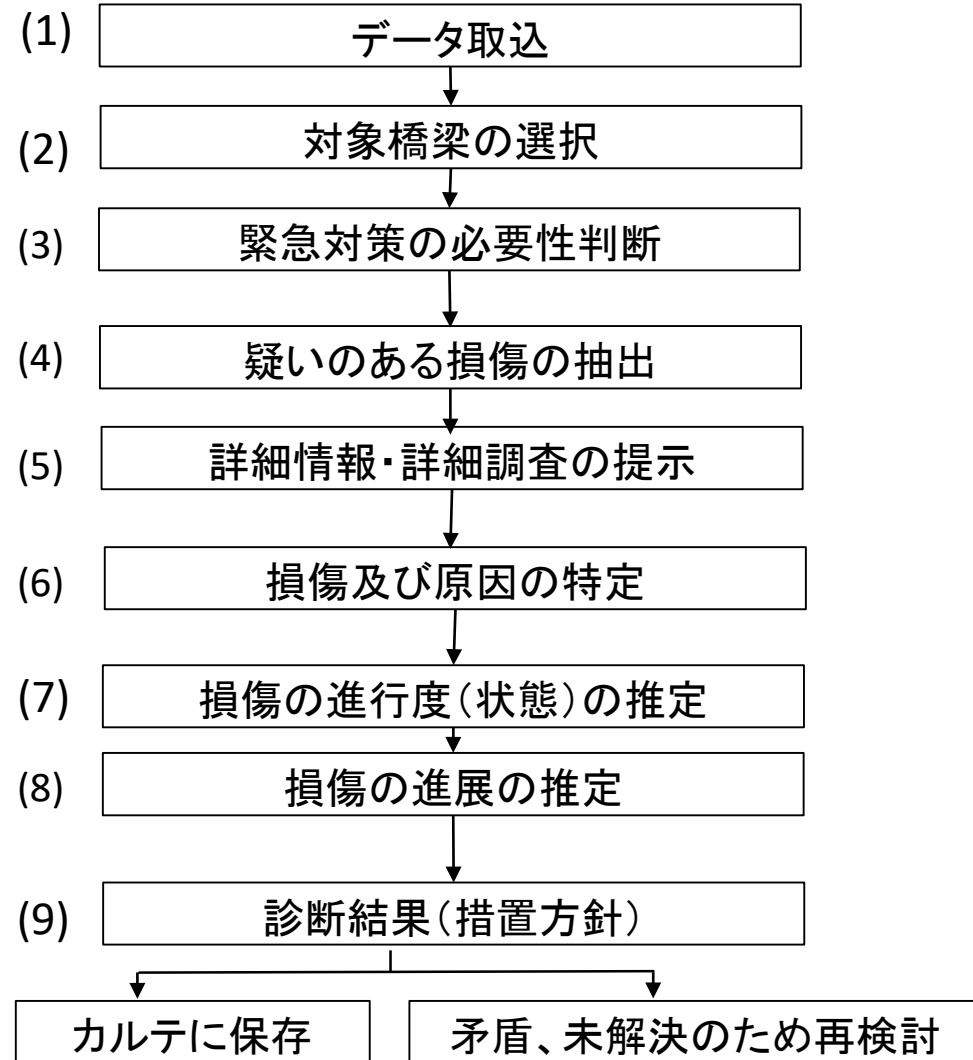 (1) データ取込
(2) 対象橋梁の選択
(3) 緊急対策の必要性判断
(4) 疑いのある損傷の抽出
(5) 詳細情報・詳細調査の提示
(6) 損傷及び原因の特定
(7) 損傷の進行度(状態)の推定
(8) 損傷の進展の推定
(9) 診断結果(措置方針)
カルテに保存
矛盾、未解決のため再検討